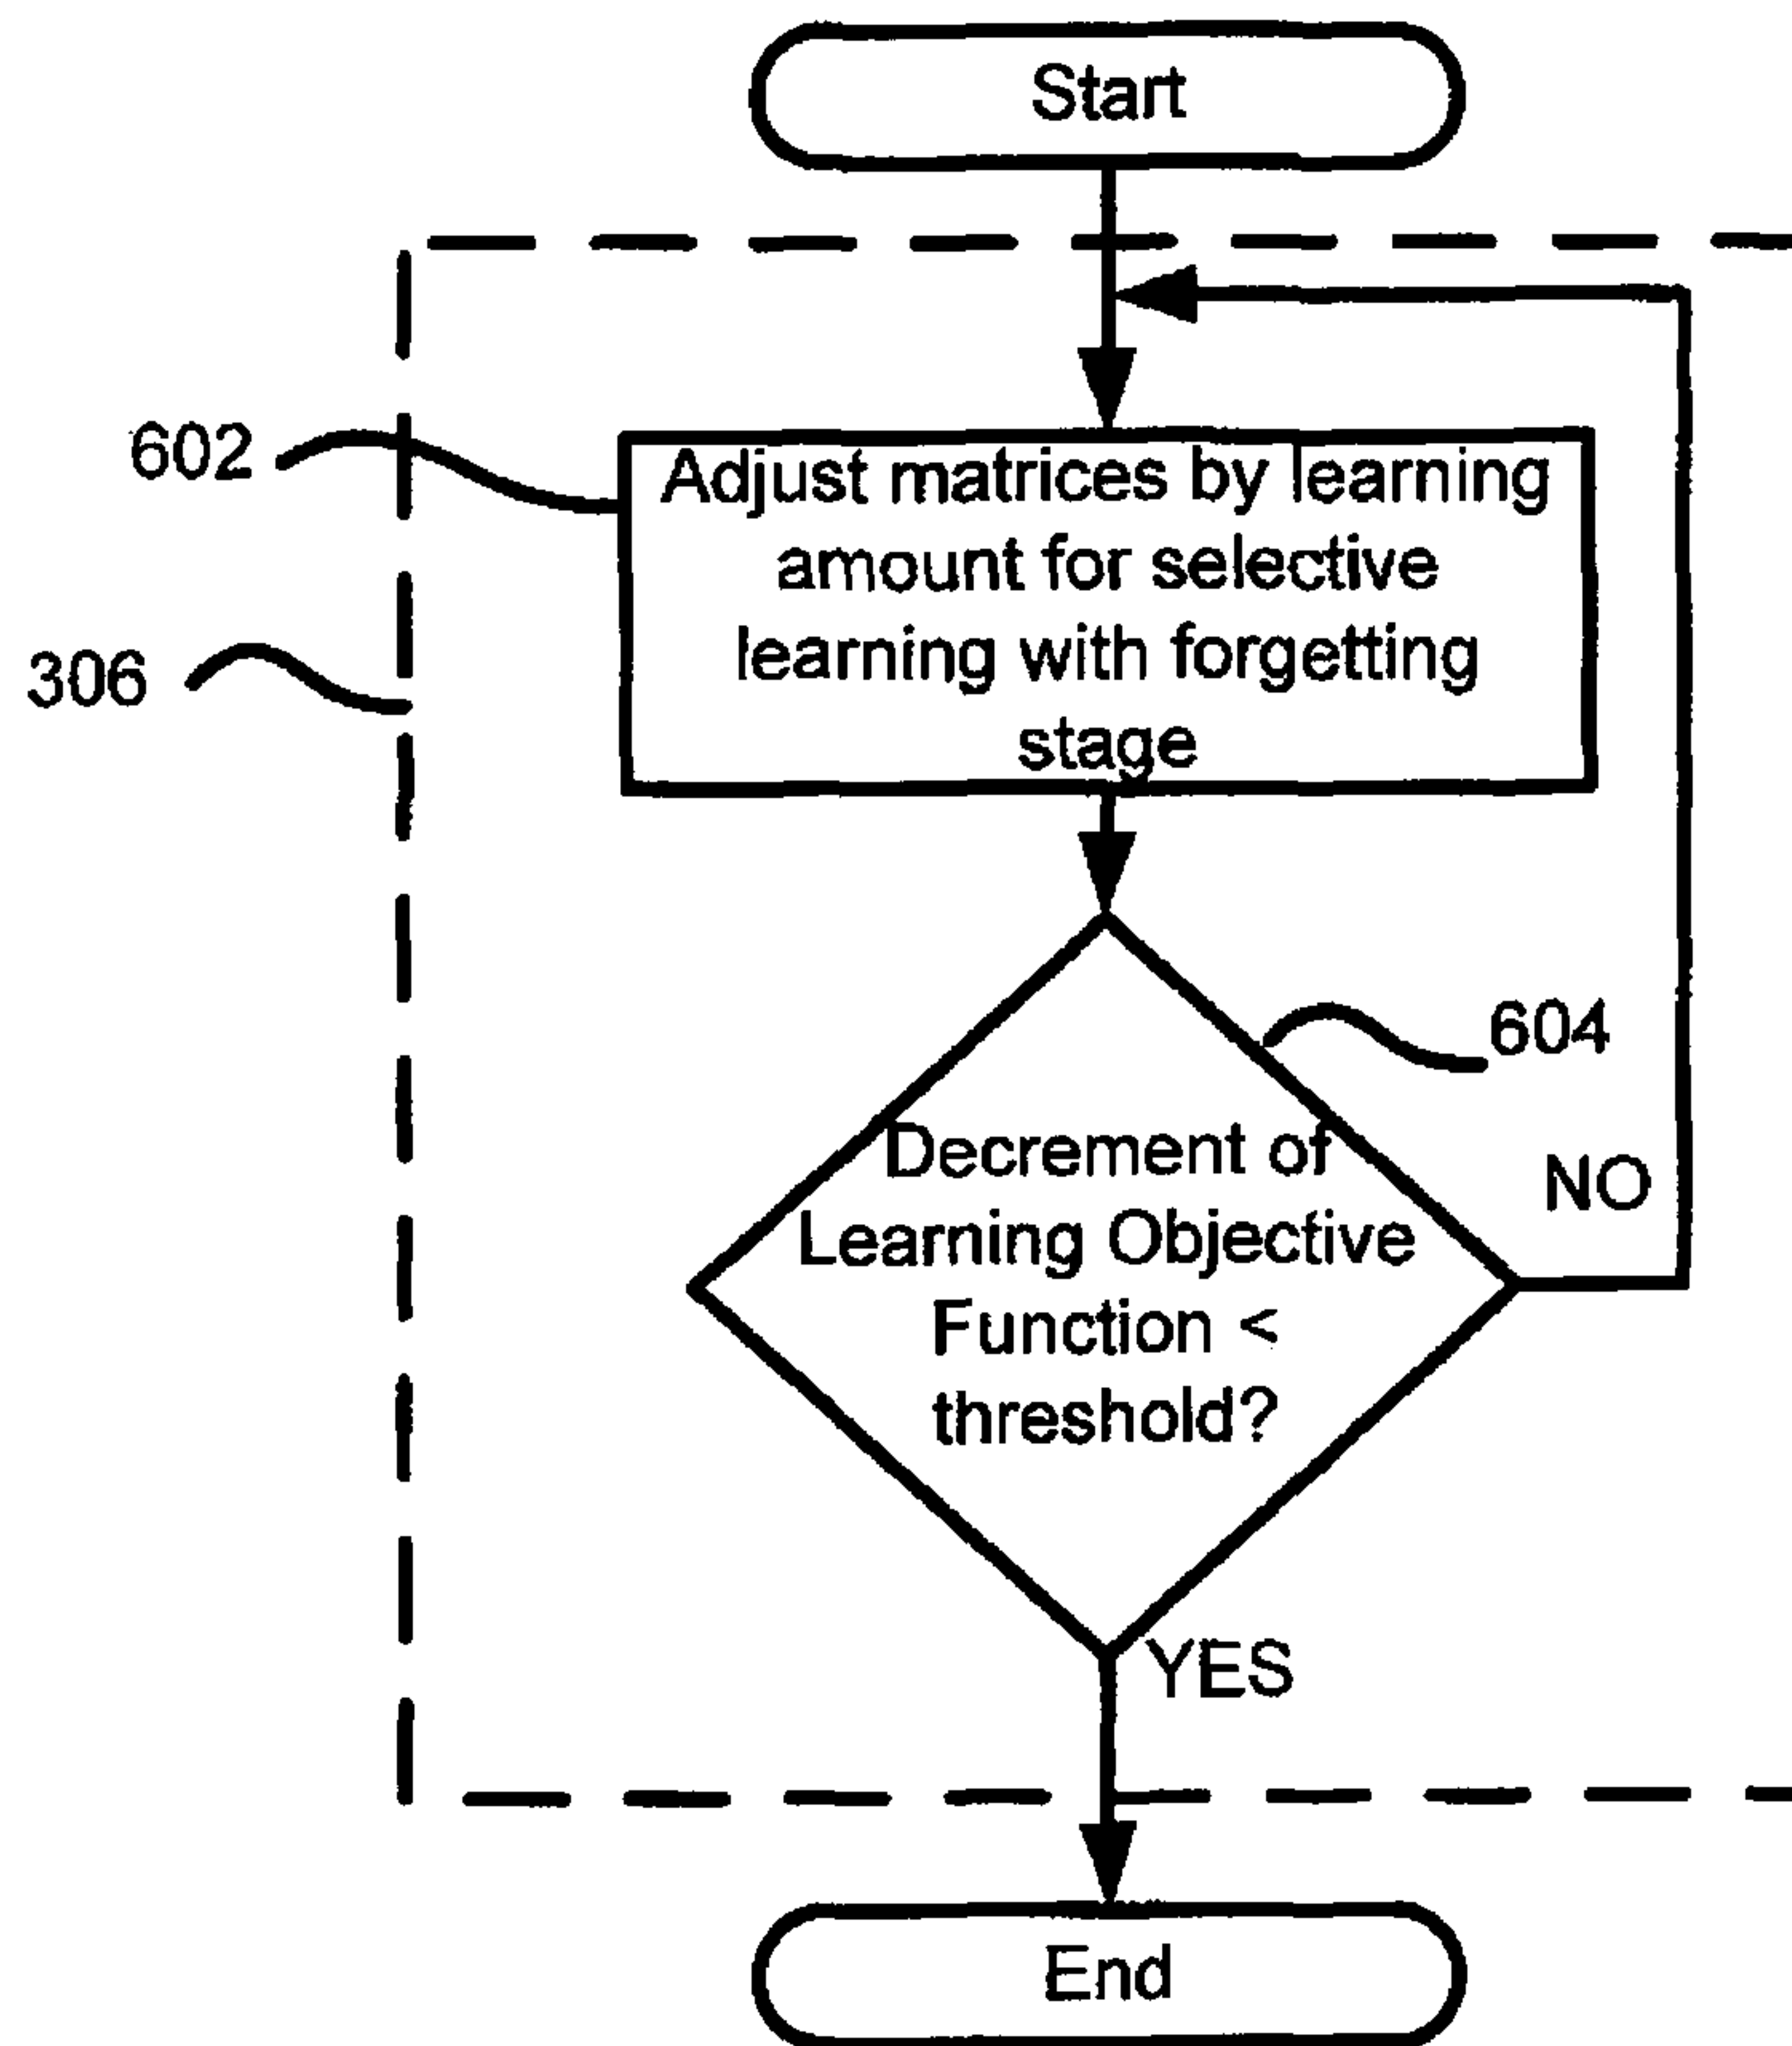 Start
602
Adjust matrices by learning
amount for selective
learning with forgetting
stage
306
604
Decrement of
Learning Objective
Function <
threshold?
NO
YES
End